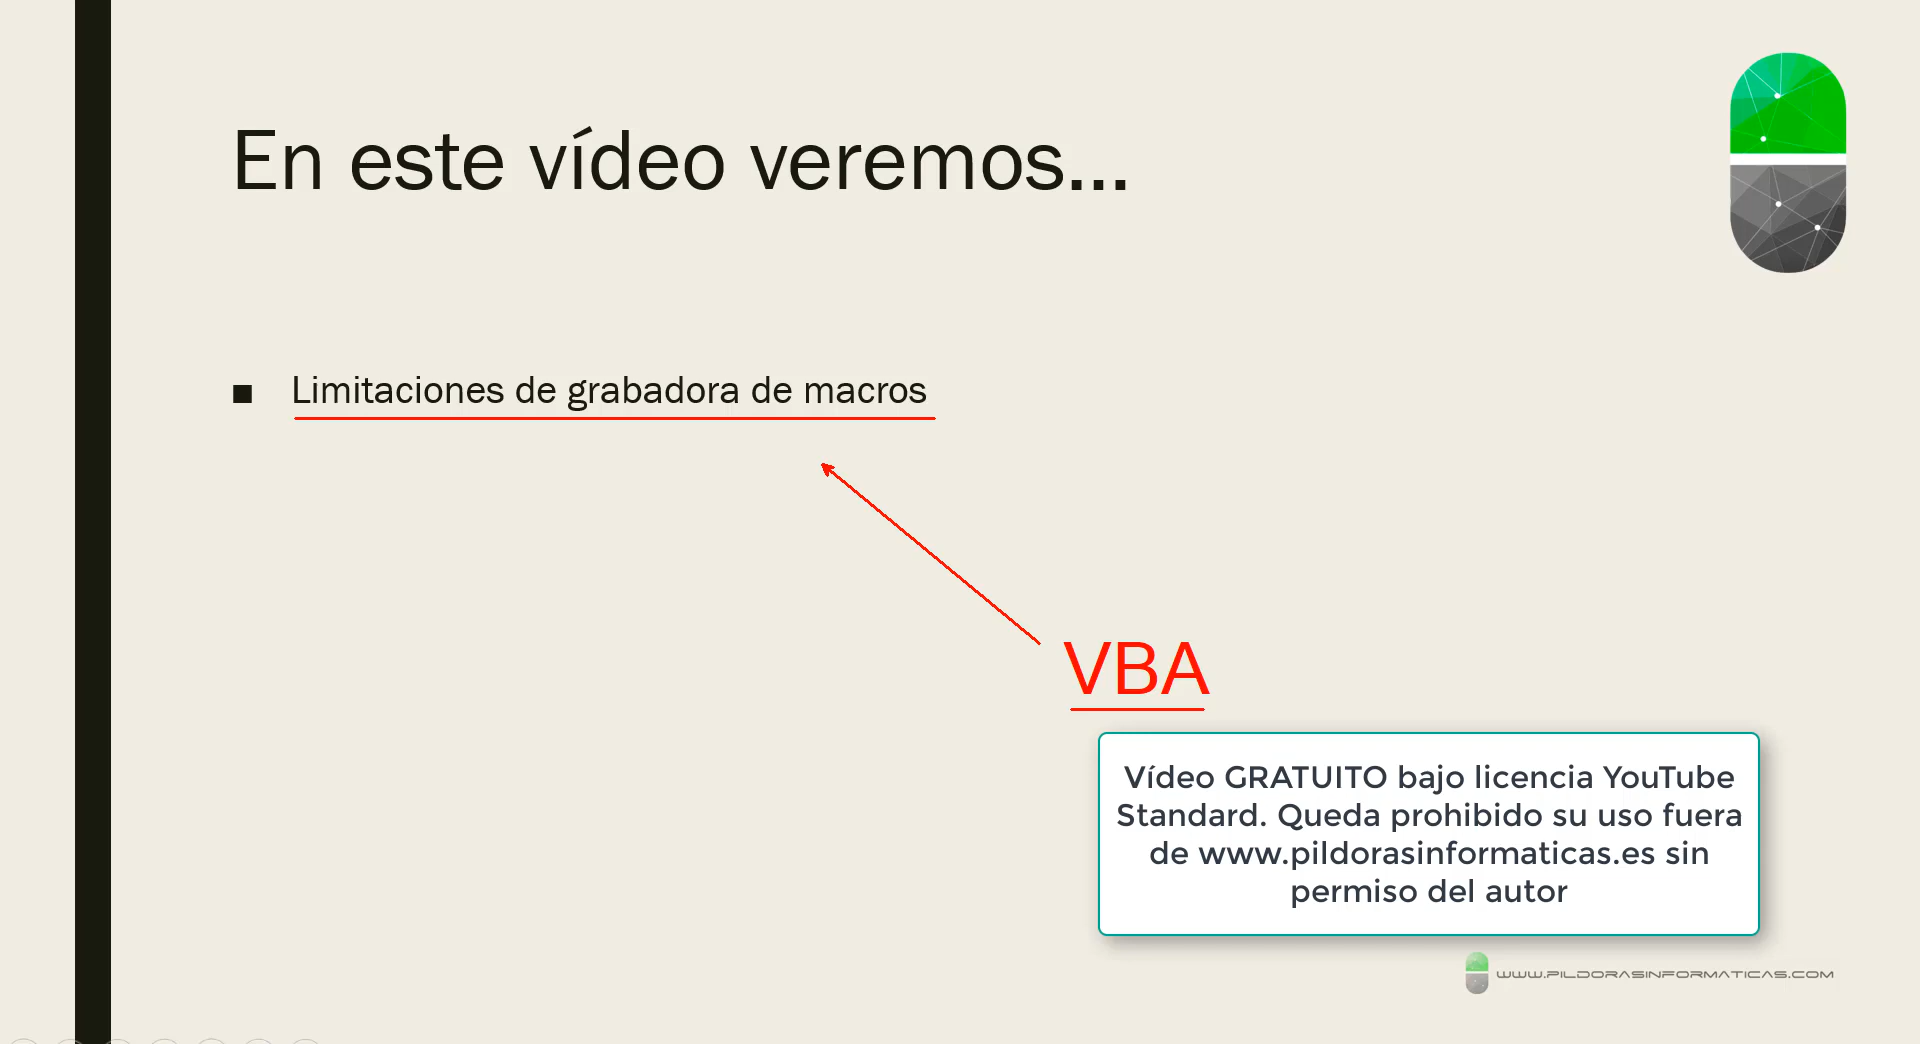 En este vídeo veremos...
■ Limitaciones de grabadora de macros
VBA
Vídeo GRATUITO bajo licencia YouTube
Standard. Queda prohibido su uso fuera
de www.pildorasinformaticas.es sin
permiso del autor
WWW.PILDORASINFORMATICAS.COM